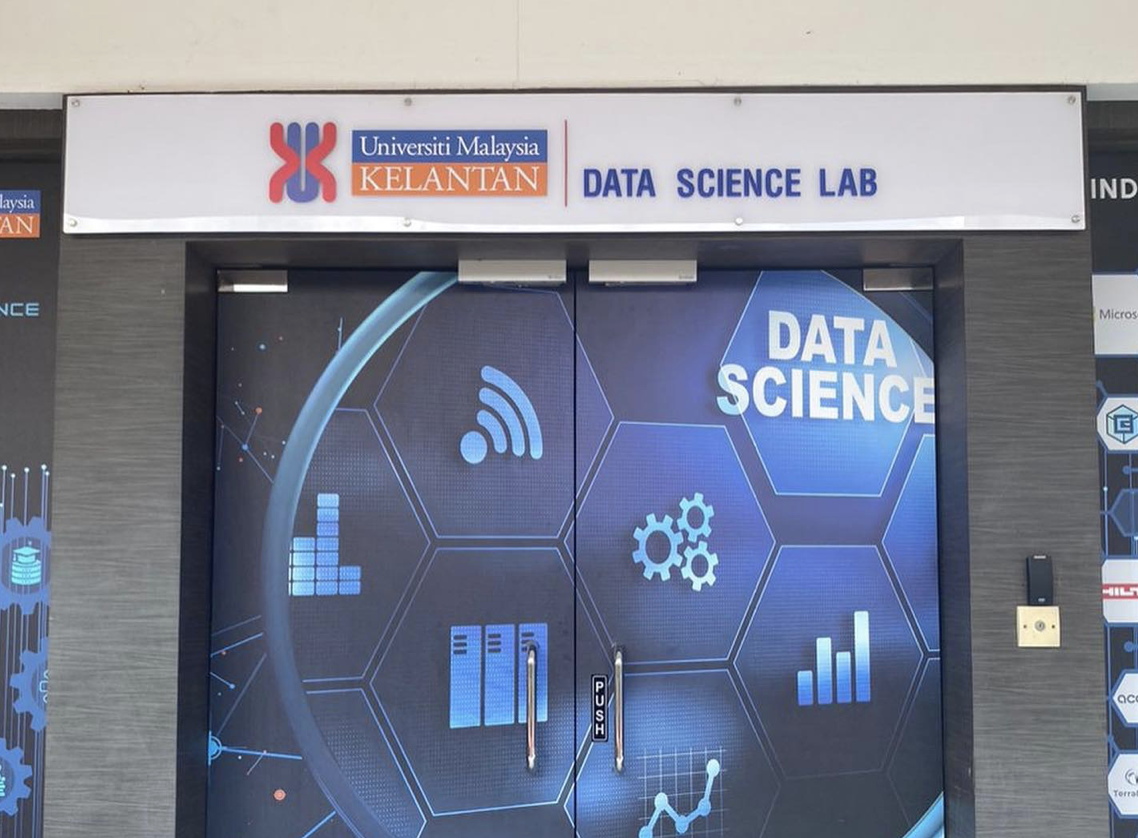 Universiti Malaysia
KELANTAN
DATA SCIENCE LAB
DATA
SCIENCE
PUSH